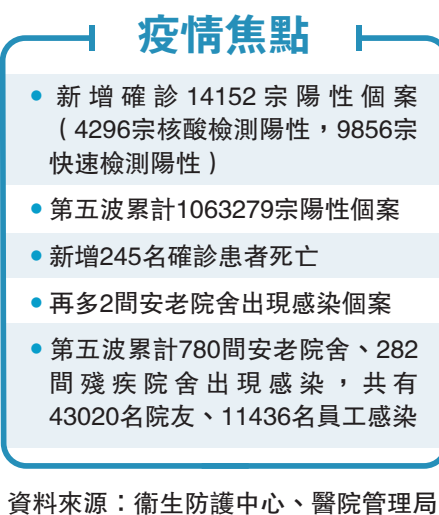 疫情焦點
• 新增確診14152宗陽性個案
（4296宗核酸檢測陽性，9856宗
快速檢測陽性）
• 第五波累計1063279宗陽性個案
• 新增245名確診患者死亡
• 再多2間安老院舍出現感染個案
• 第五波累計780間安老院舍、282
間殘疾院舍出現感染，共有
43020名院友、11436名員工感染
資料來源：衞生防護中心、醫院管理局